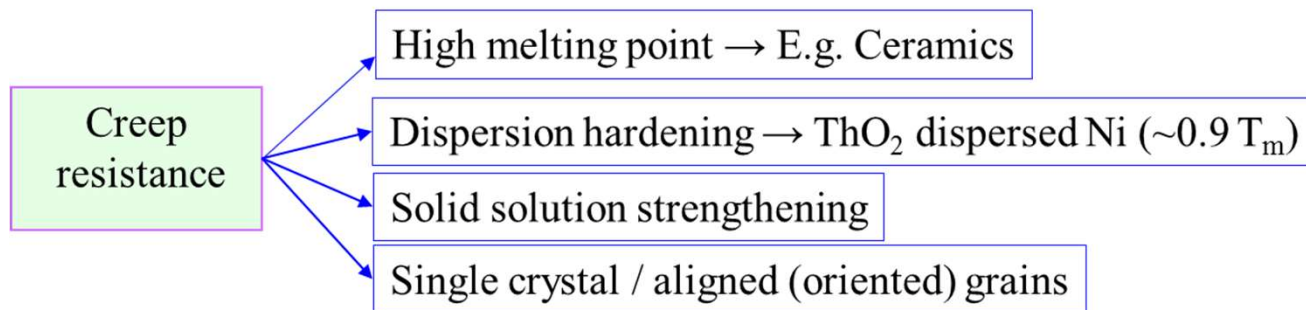 Creep
resistance
High melting point → E.g. Ceramics
Dispersion hardening → ThO₂ dispersed Ni (~0.9 Tₘ)
Solid solution strengthening
Single crystal / aligned (oriented) grains